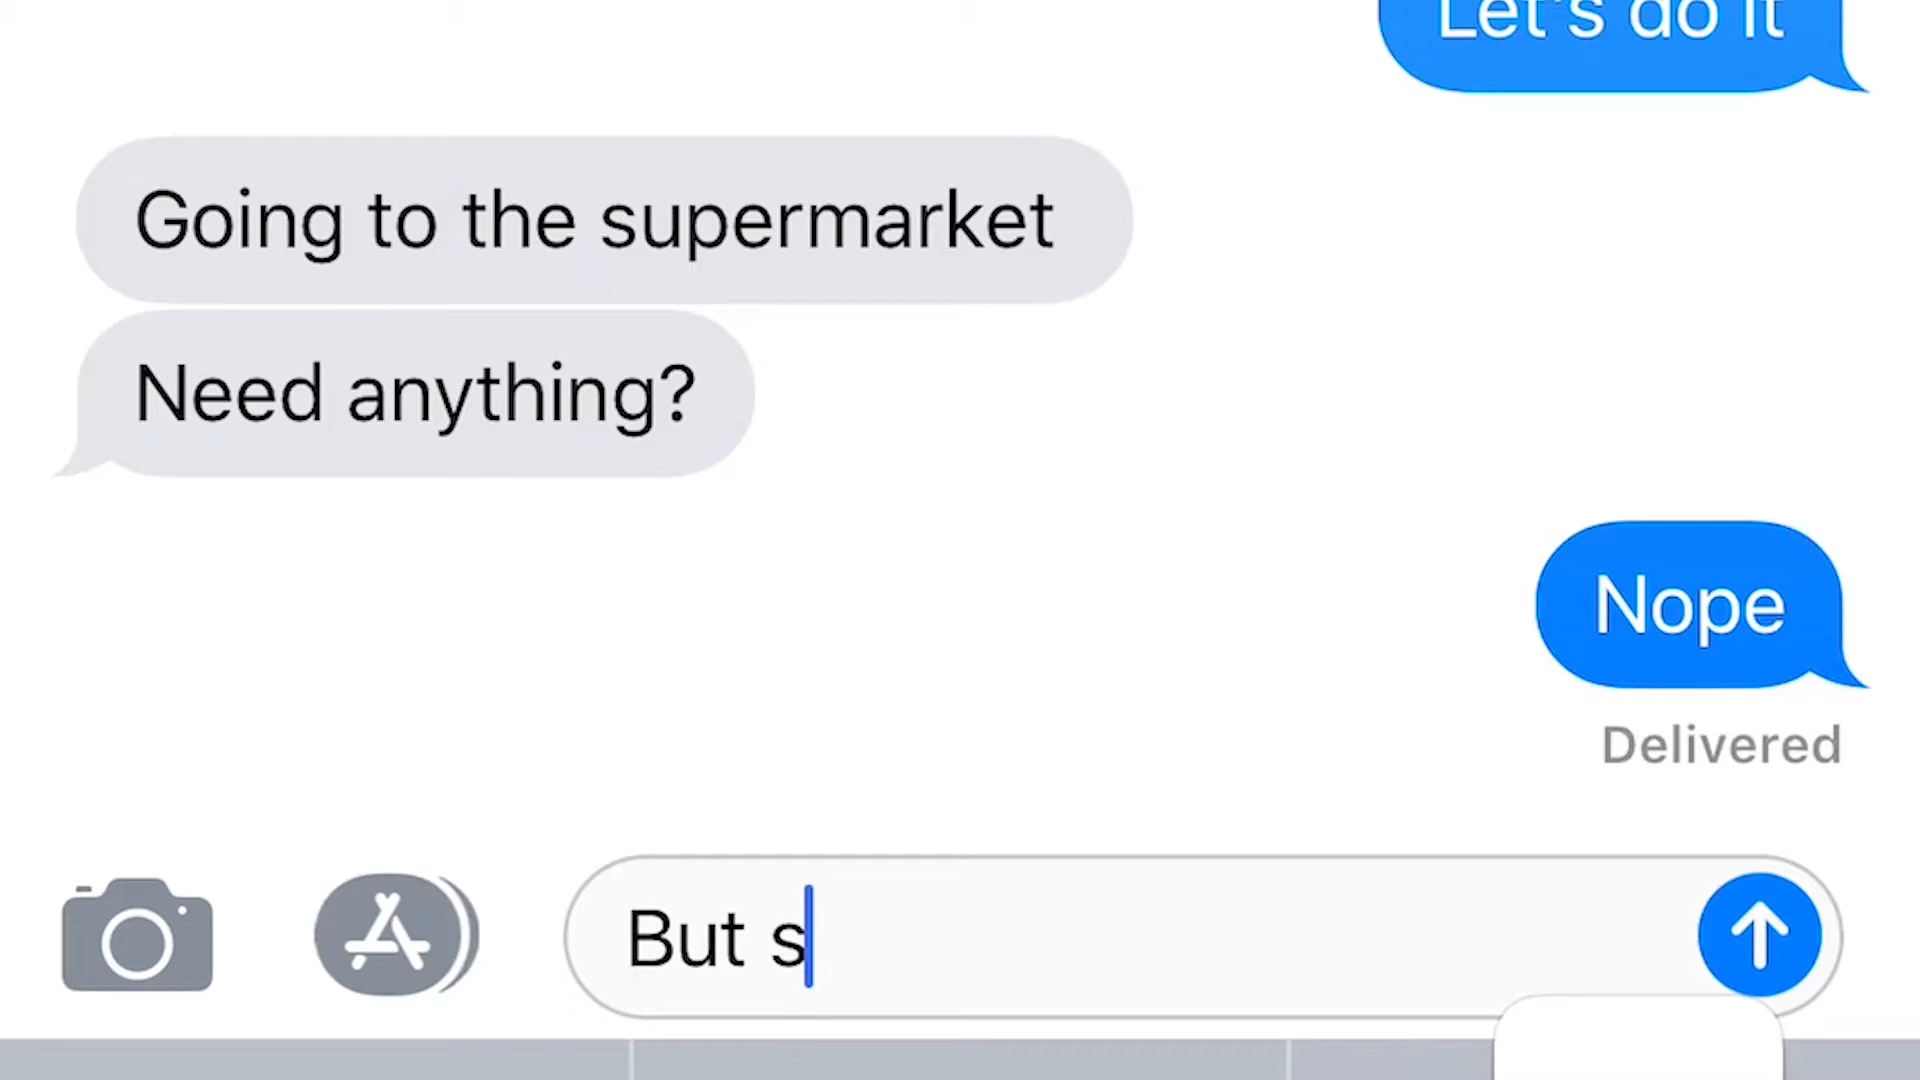 Let's do it
Going to the supermarket
Need anything?
Nope
Delivered
But s